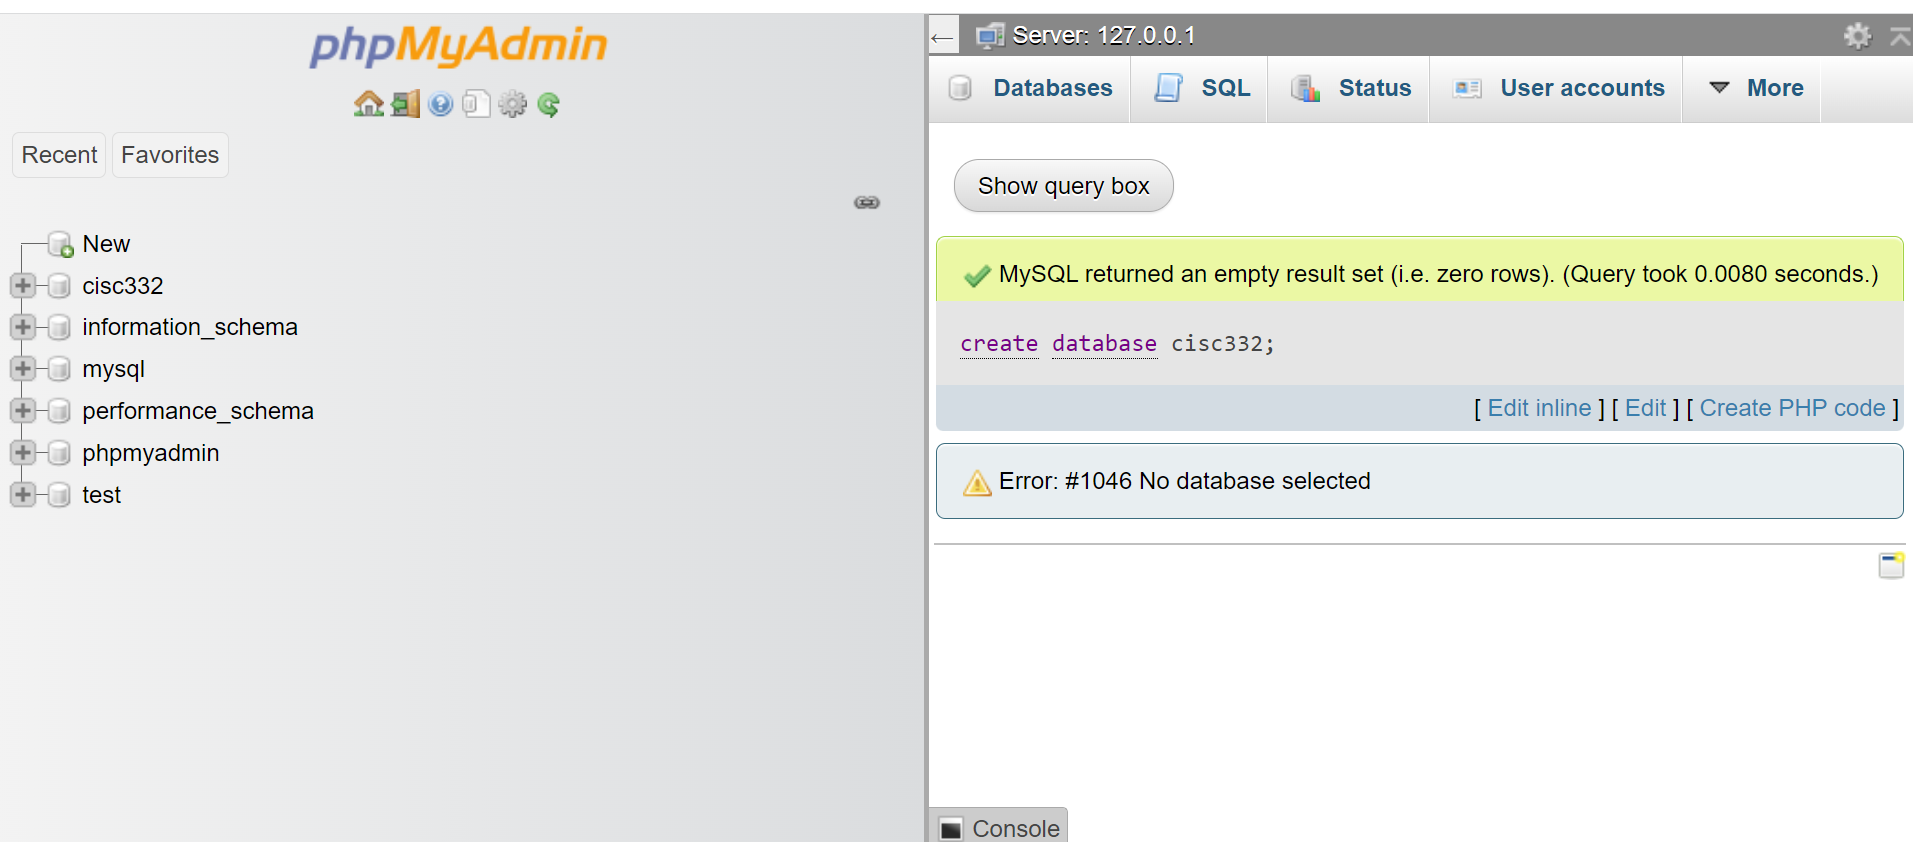 phpMyAdmin
Recent Favorites
New
cisc332
information_schema
mysql
performance_schema
phpmyadmin
test
Server: 127.0.0.1
Databases SQL Status User accounts More
Show query box
MySQL returned an empty result set (i.e. zero rows). (Query took 0.0080 seconds.)
create database cisc332;
[ Edit inline ] [ Edit ] [ Create PHP code ]
Error: #1046 No database selected
Console